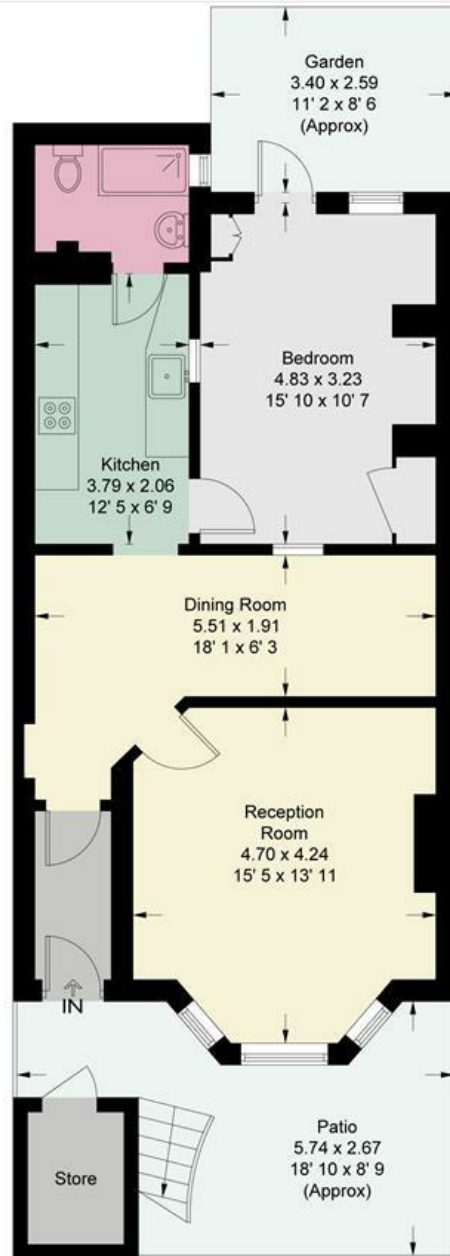 Garden
3.40 x 2.59
11' 2 x 8' 6
(Approx)
Bedroom
4.83 x 3.23
15' 10 x 10' 7
Kitchen
3.79 x 2.06
12' 5 x 6' 9
Dining Room
5.51 x 1.91
18' 1 x 6' 3
Reception
Room
4.70 x 4.24
15' 5 x 13' 11
IN
Store
Patio
5.74 x 2.67
18' 10 x 8' 9
(Approx)